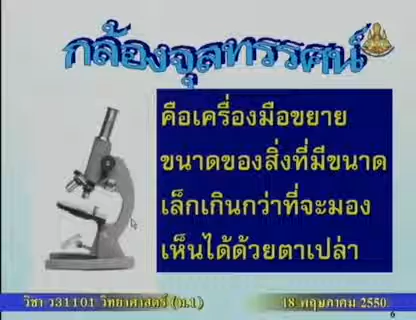 กล้องจุลทรรศน์
คือเครื่องมือขยาย
ขนาดของสิ่งที่มีขนาด
เล็กเกินกว่าที่จะมอง
เห็นได้ด้วยตาเปล่า
วิชา ว31101 วิทยาศาสตร์ (ม.1)
18 พฤษภาคม 2550
6